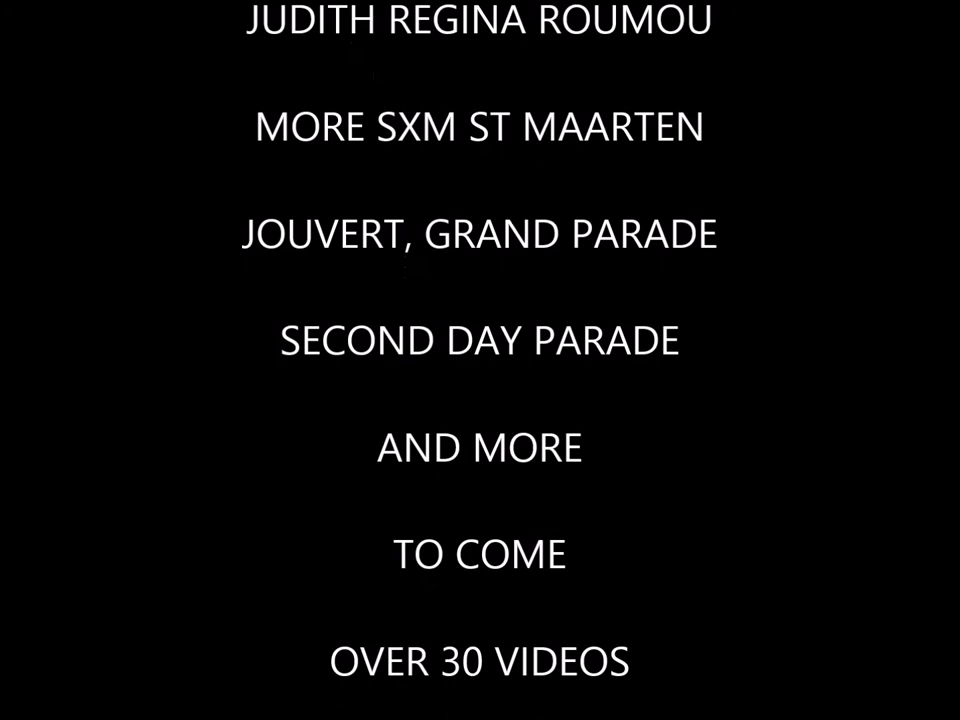 JUDITH REGINA ROUMOU
MORE SXM ST MAARTEN
JOUVERT, GRAND PARADE
SECOND DAY PARADE
AND MORE
TO COME
OVER 30 VIDEOS